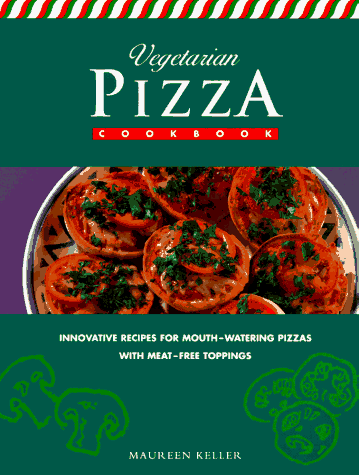 Vegetarian
PIZZA
COOKBOOK
INNOVATIVE RECIPES FOR MOUTH-WATERING PIZZAS
WITH MEAT-FREE TOPPINGS
MAUREEN KELLER